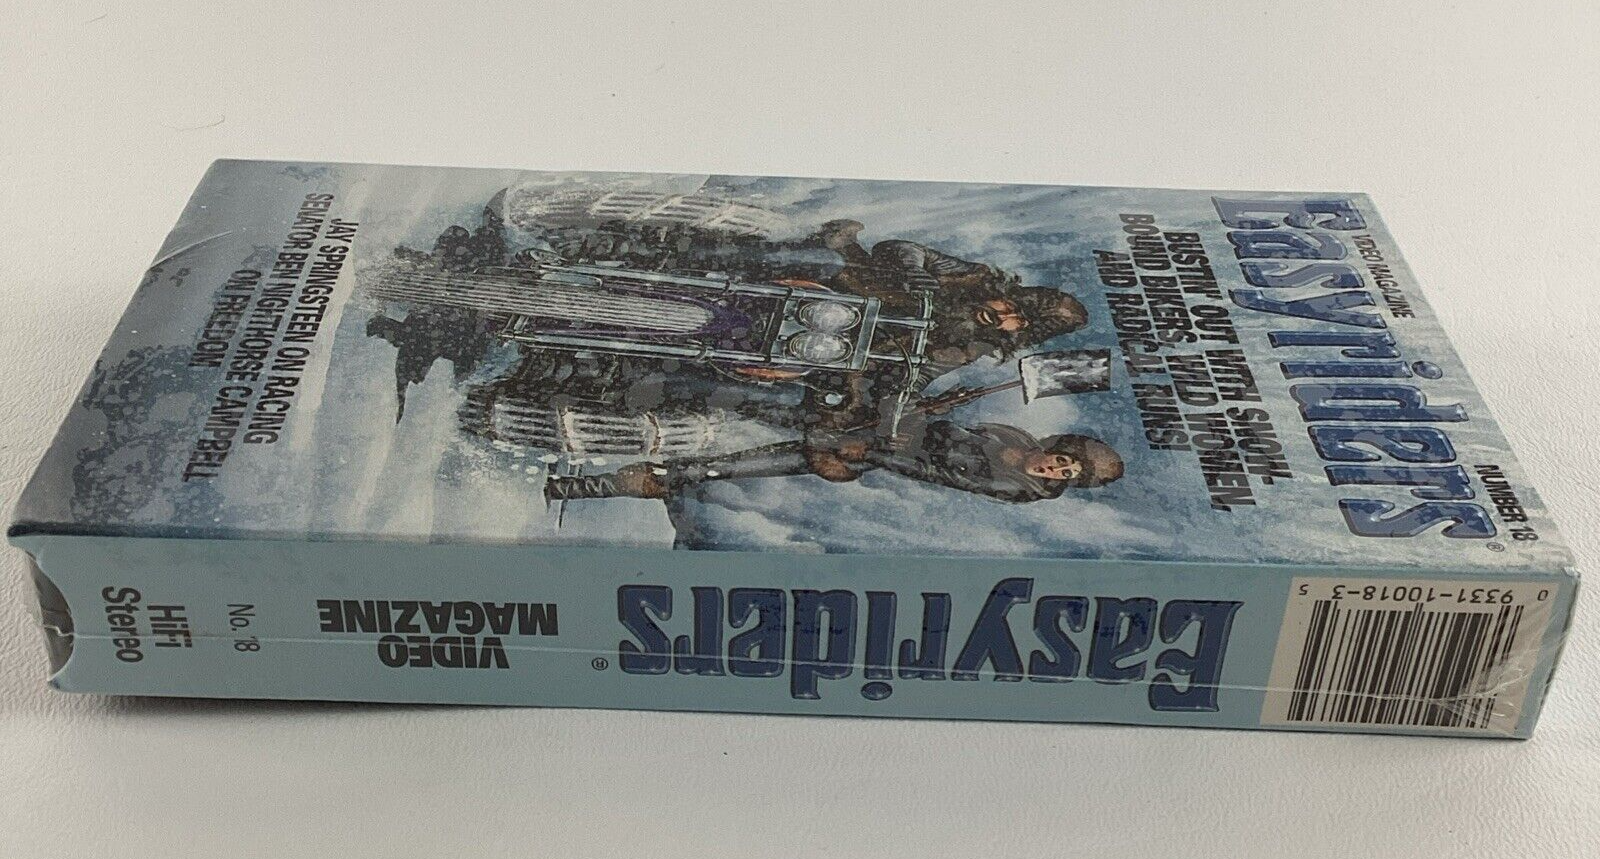 Easyriders®
VIDEO MAGAZINE
NUMBER 18
BUSTIN' OUT WITH SNOW-
BOUND BIKERS, WILD WOMEN,
AND RADICAL RUNS!
JAY SPRINGSTEEN ON RACING
SENATOR BEN NIGHTHORSE CAMPBELL
ON FREEDOM
0
9331-10018-3
5
Easyriders®
VIDEO
MAGAZINE
No. 18
HiFi
Stereo